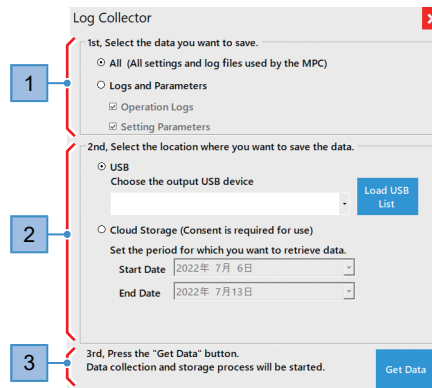 Log Collector
1st, Select the data you want to save.
All (All settings and log files used by the MPC)
Logs and Parameters
Operation Logs
Setting Parameters
1
2nd, Select the location where you want to save the data.
USB
Choose the output USB device
Load USB
List
Cloud Storage (Consent is required for use)
Set the period for which you want to retrieve data.
Start Date 2022年 7月 6日
End Date 2022年 7月13日
2
3rd, Press the "Get Data" button.
Data collection and storage process will be started.
Get Data
3